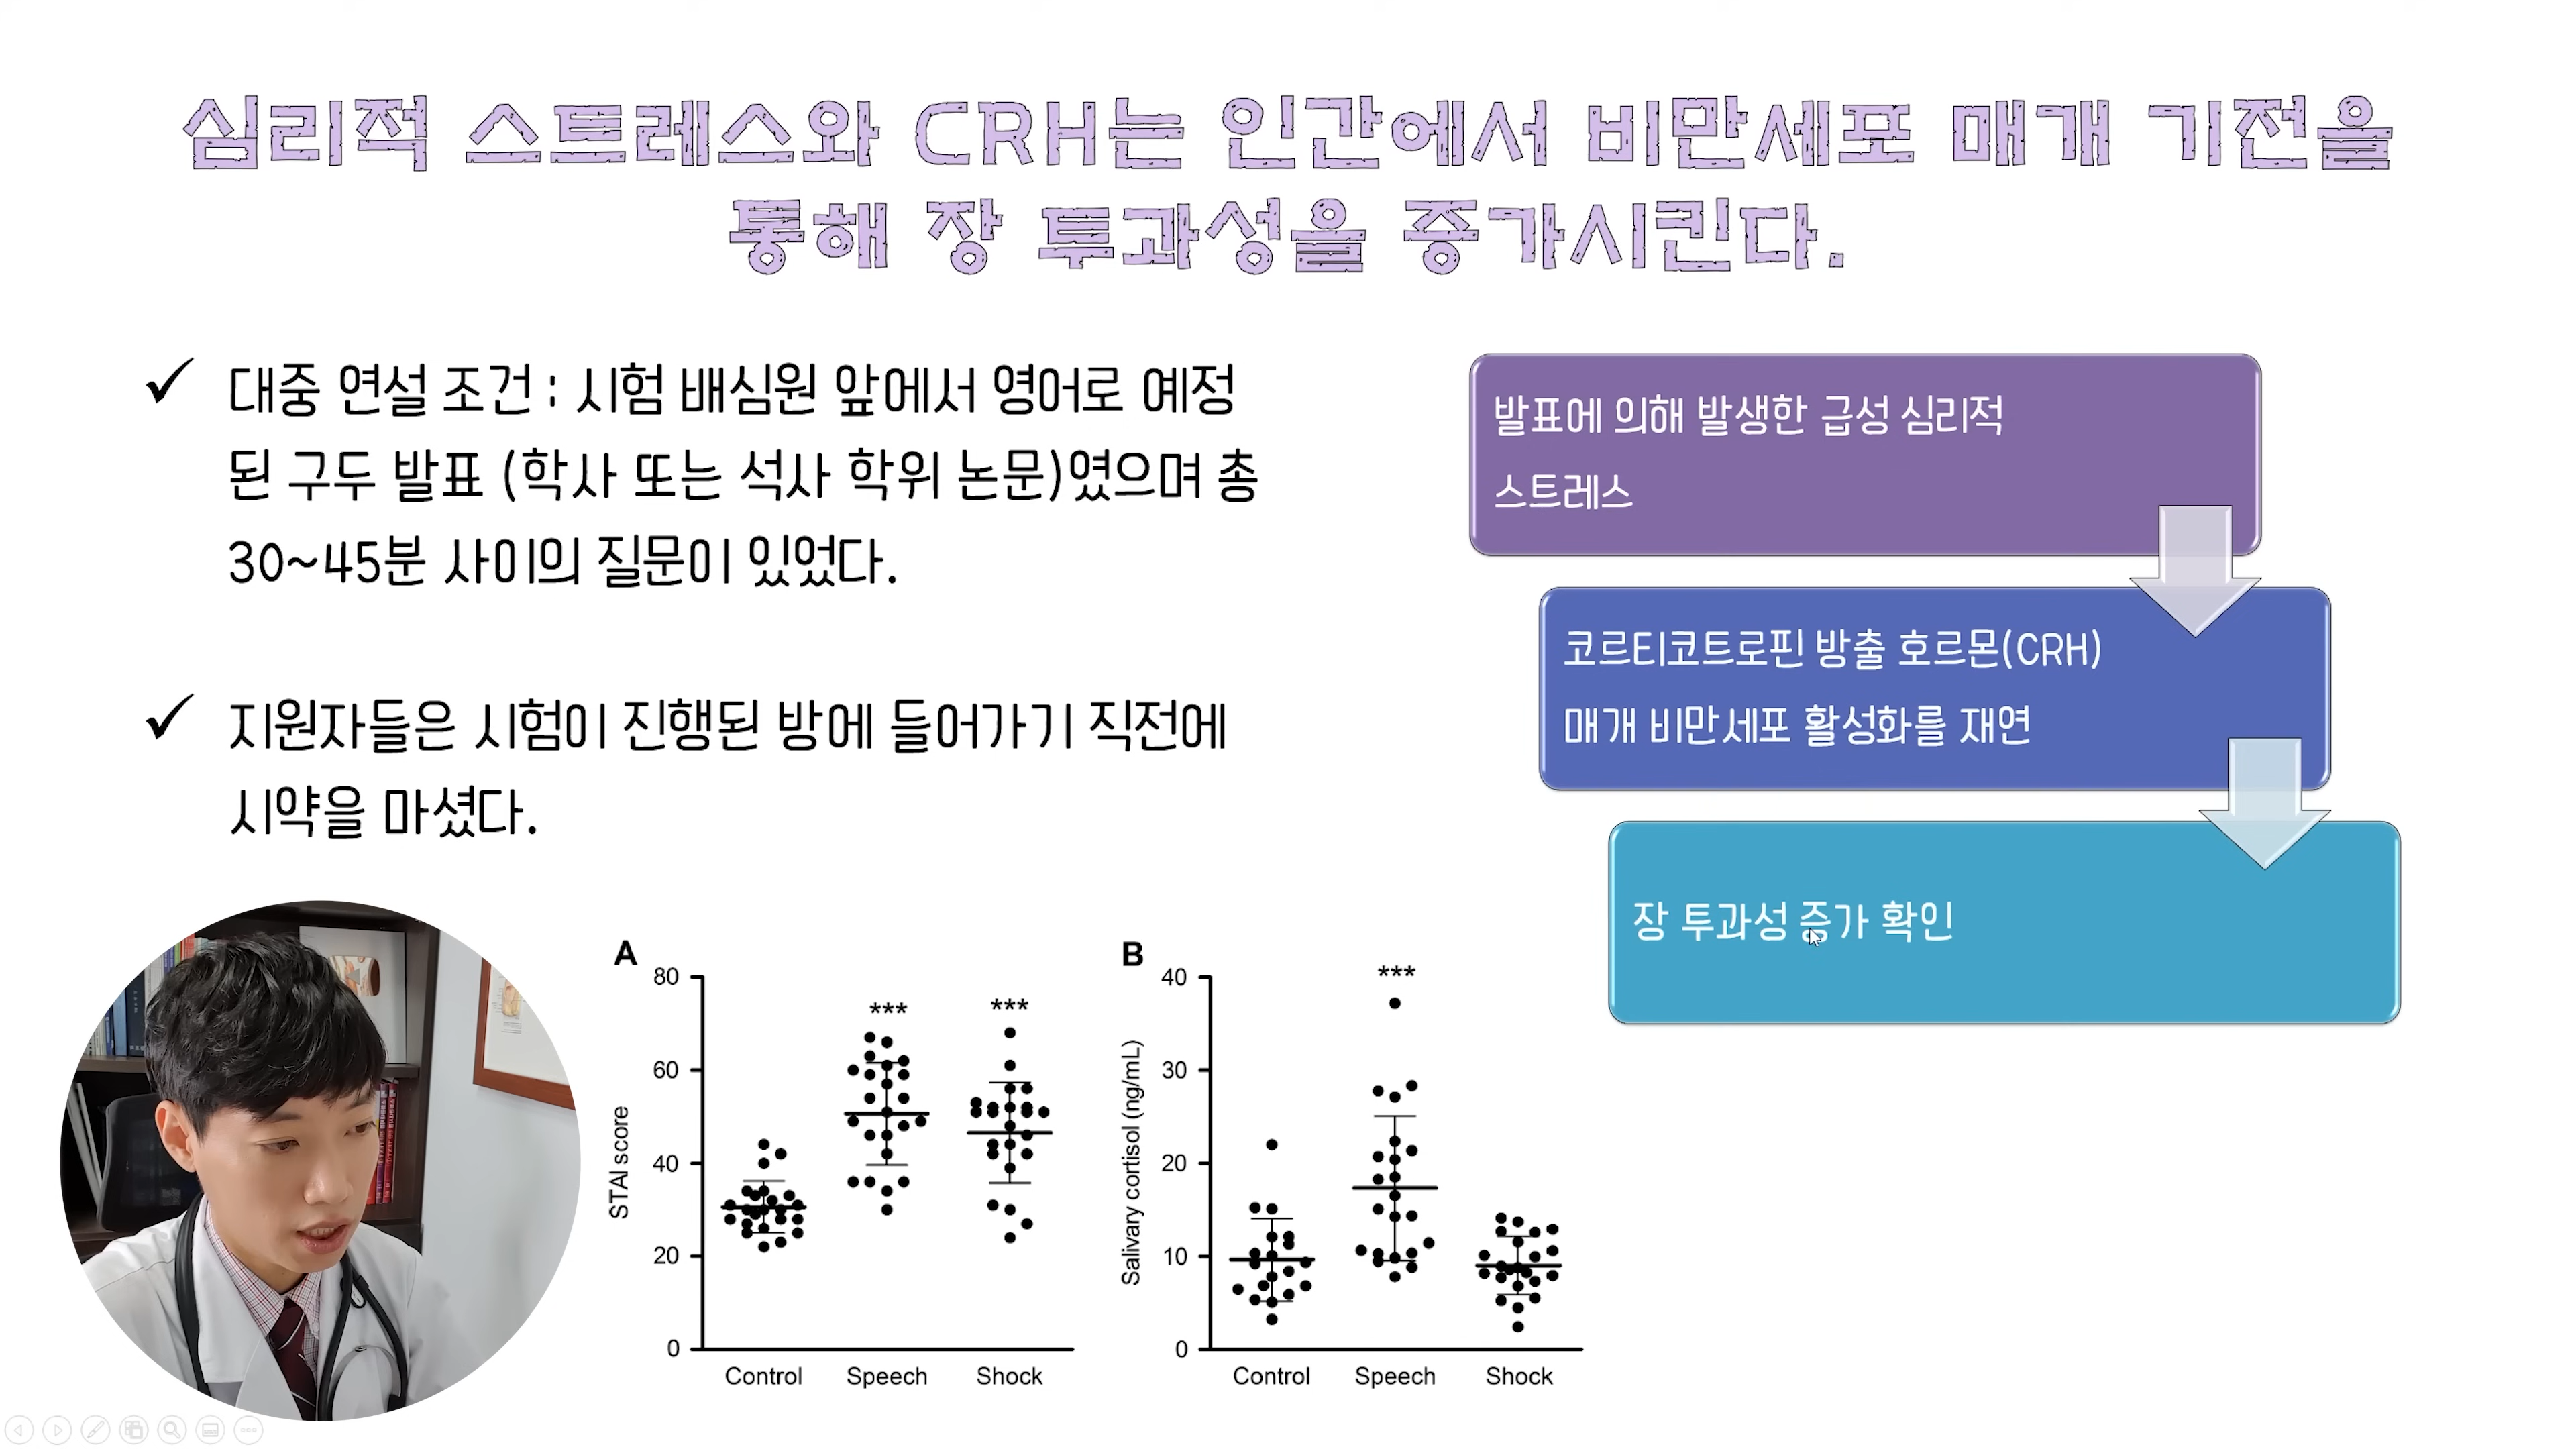 심리적 스트레스와 CRH는 인간에서 비만세포 매개 기전을
통해 장 투과성을 증가시킨다.
대중 연설 조건 : 시험 배심원 앞에서 영어로 예정
된 구두 발표 (학사 또는 석사 학위 논문)였으며 총
30~45분 사이의 질문이 있었다.
지원자들은 시험이 진행된 방에 들어가기 직전에
시약을 마셨다.
발표에 의해 발생한 급성 심리적
스트레스
코르티코트로핀 방출 호르몬(CRH)
매개 비만세포 활성화를 재연
장 투과성 증가 확인
A
80
60
40
20
0
STAI score
***
***
Control Speech Shock
B
40
30
20
10
0
Salivary cortisol (ng/mL)
***
Control Speech Shock